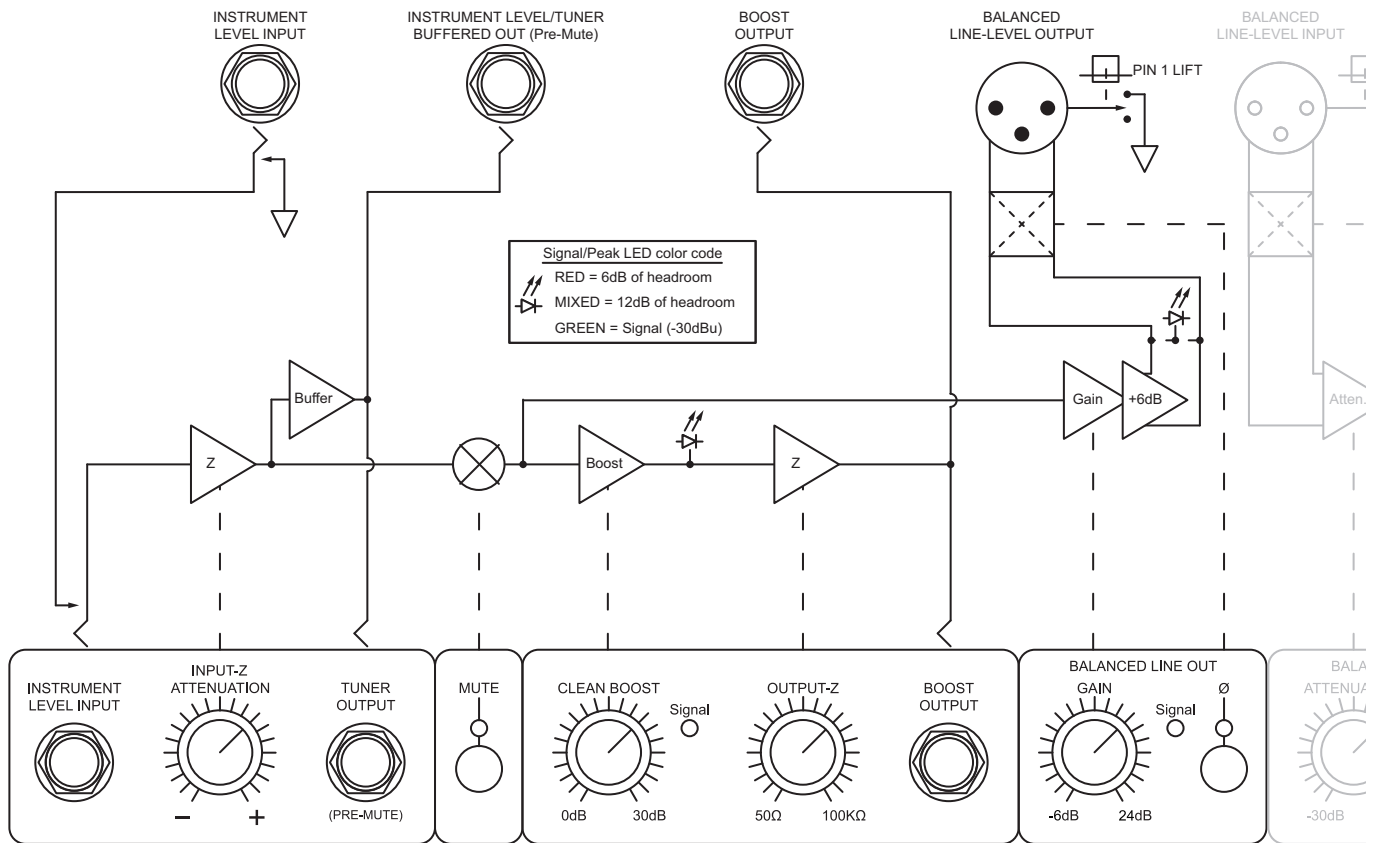 INSTRUMENT
LEVEL INPUT
INSTRUMENT LEVEL/TUNER
BUFFERED OUT (Pre-Mute)
BOOST
OUTPUT
BALANCED
LINE-LEVEL OUTPUT
BALANCED
LINE-LEVEL INPUT
PIN 1 LIFT
Signal/Peak LED color code
RED = 6dB of headroom
MIXED = 12dB of headroom
GREEN = Signal (-30dBu)
Buffer
Gain
+6dB
Atten.
Z
Boost
Z
INSTRUMENT
LEVEL INPUT
INPUT-Z
ATTENUATION
− +
TUNER
OUTPUT
(PRE-MUTE)
MUTE
CLEAN BOOST
0dB 30dB
Signal
OUTPUT-Z
50Ω 100KΩ
BOOST
OUTPUT
BALANCED LINE OUT
GAIN
-6dB 24dB
Signal
Ø
BALA
ATTENUA
-30dB